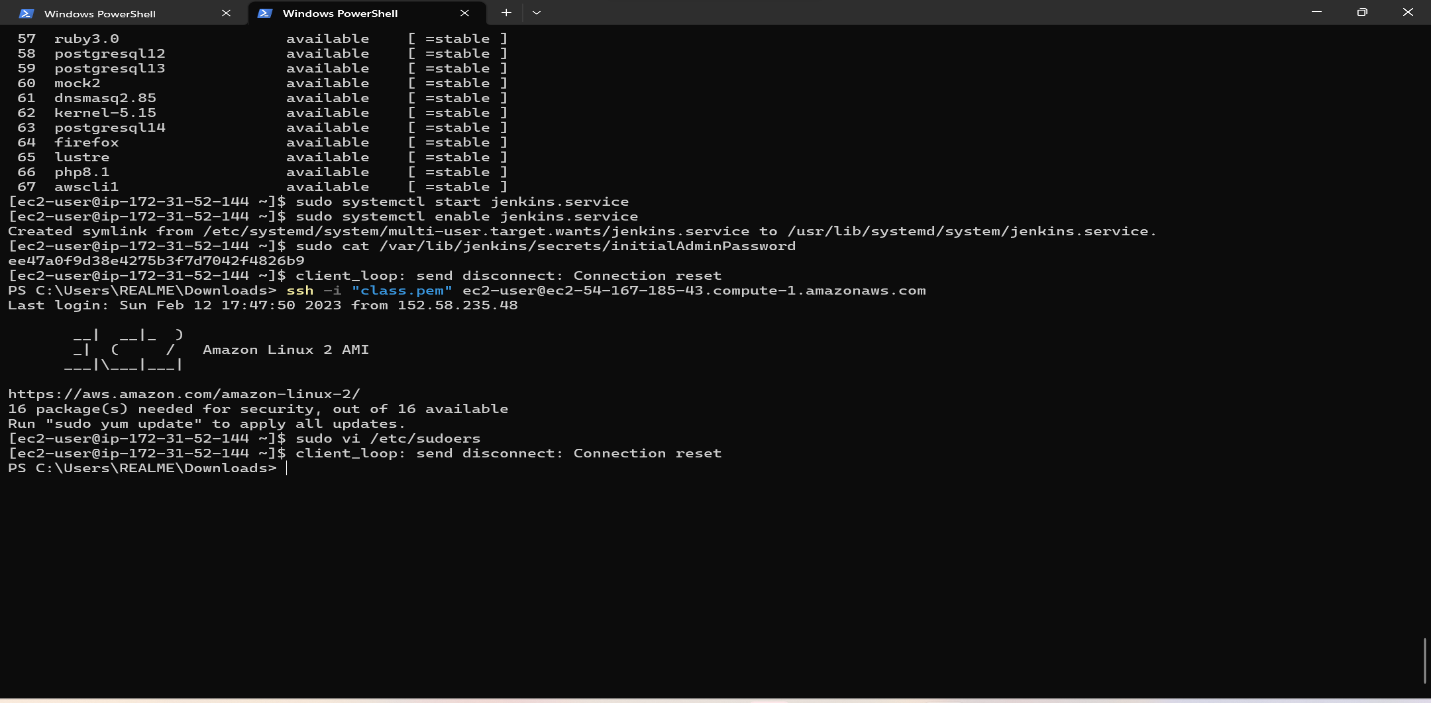 Windows PowerShell
Windows PowerShell
57 ruby3.0 available [ =stable ]
58 postgresql12 available [ =stable ]
59 postgresql13 available [ =stable ]
60 mock2 available [ =stable ]
61 dnsmasq2.85 available [ =stable ]
62 kernel-5.15 available [ =stable ]
63 postgresql14 available [ =stable ]
64 firefox available [ =stable ]
65 lustre available [ =stable ]
66 php8.1 available [ =stable ]
67 awscli1 available [ =stable ]
[ec2-user@ip-172-31-52-144 ~]$ sudo systemctl start jenkins.service
[ec2-user@ip-172-31-52-144 ~]$ sudo systemctl enable jenkins.service
Created symlink from /etc/systemd/system/multi-user.target.wants/jenkins.service to /usr/lib/systemd/system/jenkins.service.
[ec2-user@ip-172-31-52-144 ~]$ sudo cat /var/lib/jenkins/secrets/initialAdminPassword
ee47a0f9d38e4275b3f7d7042f4826b9
[ec2-user@ip-172-31-52-144 ~]$ client_loop: send disconnect: Connection reset
PS C:\Users\REALME\Downloads> ssh -i "class.pem" ec2-user@ec2-54-167-185-43.compute-1.amazonaws.com
Last login: Sun Feb 12 17:47:50 2023 from 152.58.235.48
       __|  __|_  )
       _|  (     /   Amazon Linux 2 AMI
      ___|\___|___|
https://aws.amazon.com/amazon-linux-2/
16 package(s) needed for security, out of 16 available
Run "sudo yum update" to apply all updates.
[ec2-user@ip-172-31-52-144 ~]$ sudo vi /etc/sudoers
[ec2-user@ip-172-31-52-144 ~]$ client_loop: send disconnect: Connection reset
PS C:\Users\REALME\Downloads>